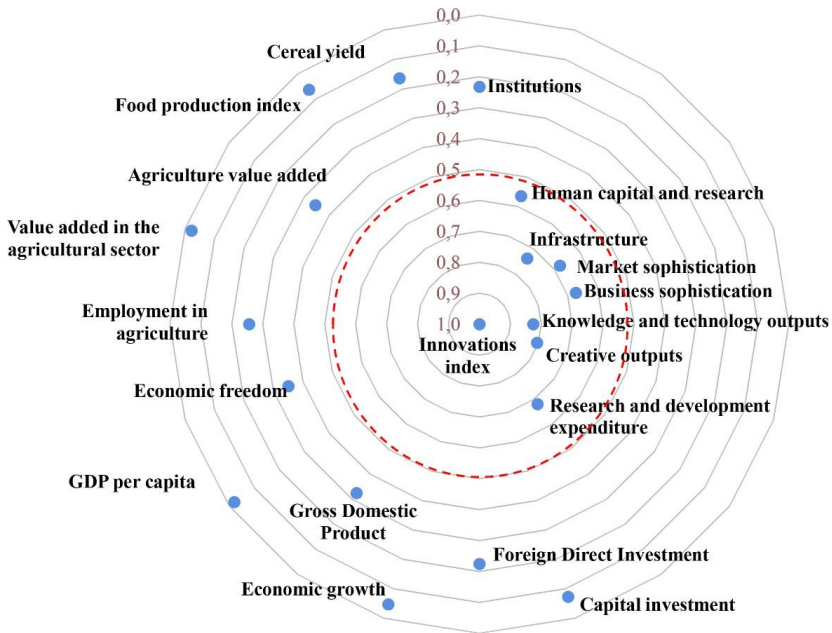 0,0
0,1
Cereal yield
0,2
Institutions
Food production index
0,3
0,4
0,5
Agriculture value added
Human capital and research
0,6
Value added in the
agricultural sector
Infrastructure
0,7
Market sophistication
0,8
Business sophistication
0,9
Employment in
agriculture
1,0
Knowledge and technology outputs
Innovations
index
Creative outputs
Economic freedom
Research and development
expenditure
GDP per capita
Gross Domestic
Product
Foreign Direct Investment
Economic growth
Capital investment